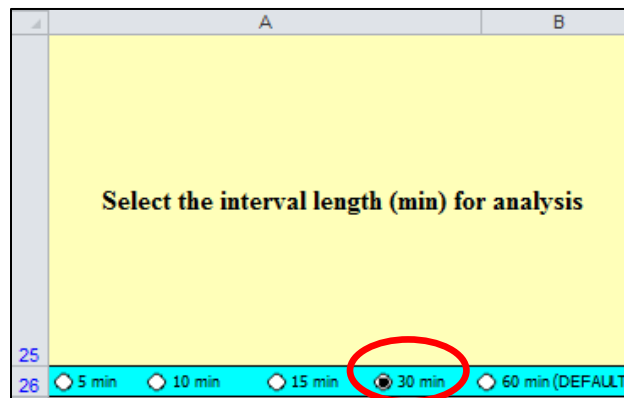 A B
Select the interval length (min) for analysis
25
26 5 min 10 min 15 min 30 min 60 min (DEFAULT